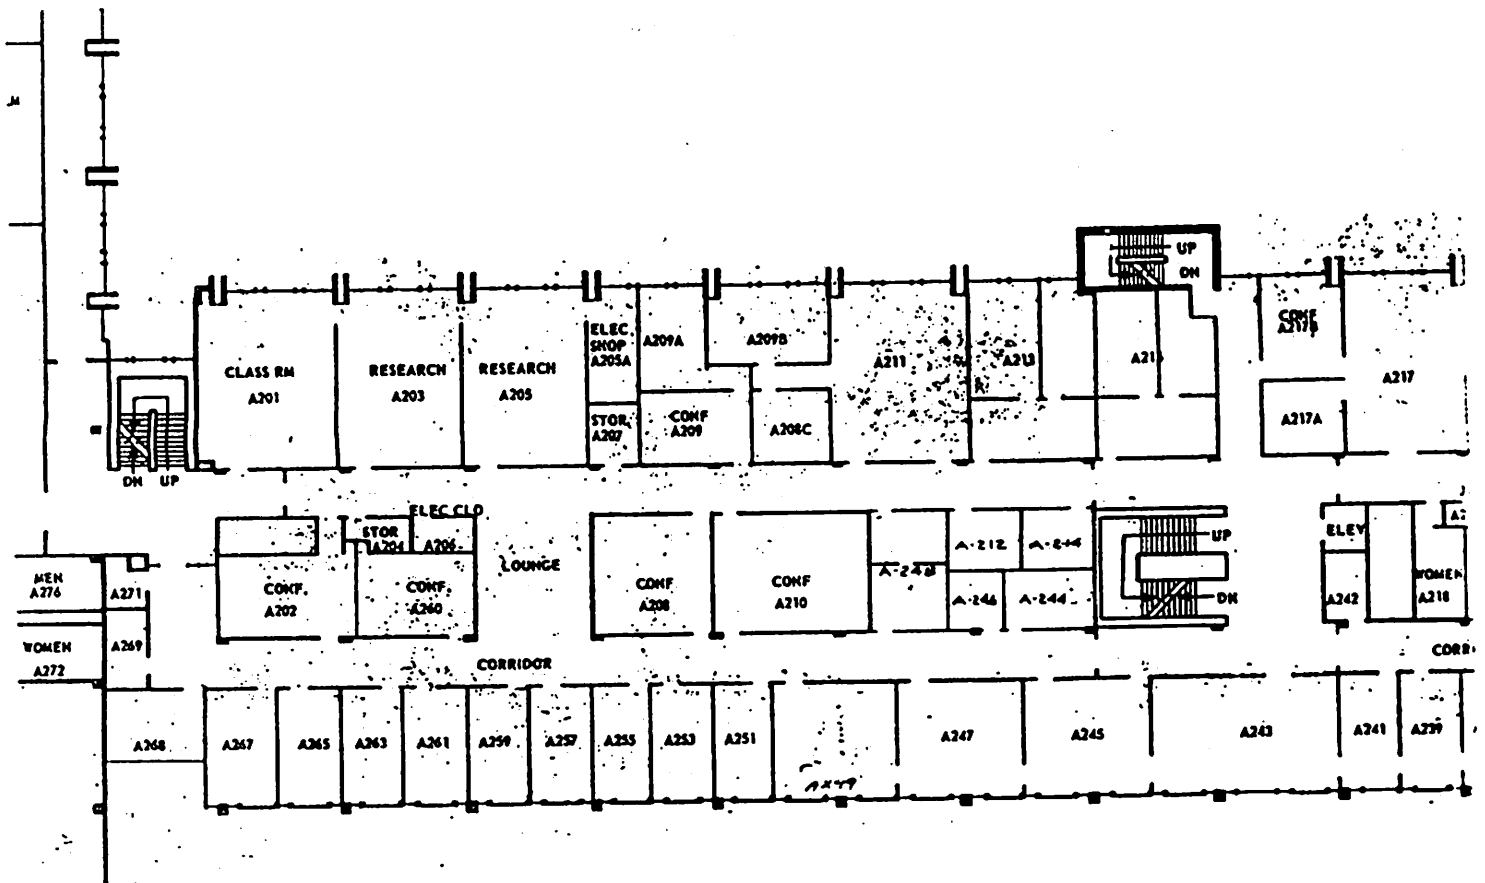 M
UP
DN
CONF
A217B
ELEC.
SHOP
A205A
A209A
A209B
A211
A213
CLASS RM
A201
RESEARCH
A203
RESEARCH
A205
A217
STOR.
A207
CONF
A209
A208C
A217A
DN UP
ELEC CLO
STOR
A204
A206
LOUNGE
A-212
ELEV
UP
MEN
A276
A271
CONF.
A202
CONF.
A260
CONF
A208
CONF
A210
A-246
A-244
DN
A242
WOMEN
A218
WOMEN
A272
A269
CORRIDOR
CORRI
A268
A267
A265
A263
A261
A259
A257
A255
A253
A251
A247
A245
A243
A241
A239